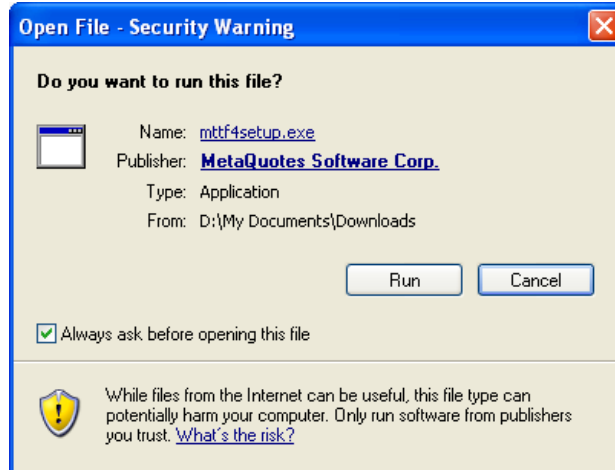 Open File - Security Warning
Do you want to run this file?
Name: mttf4setup.exe
Publisher: MetaQuotes Software Corp.
Type: Application
From: D:\My Documents\Downloads
Run Cancel
Always ask before opening this file
While files from the Internet can be useful, this file type can
potentially harm your computer. Only run software from publishers
you trust. What's the risk?